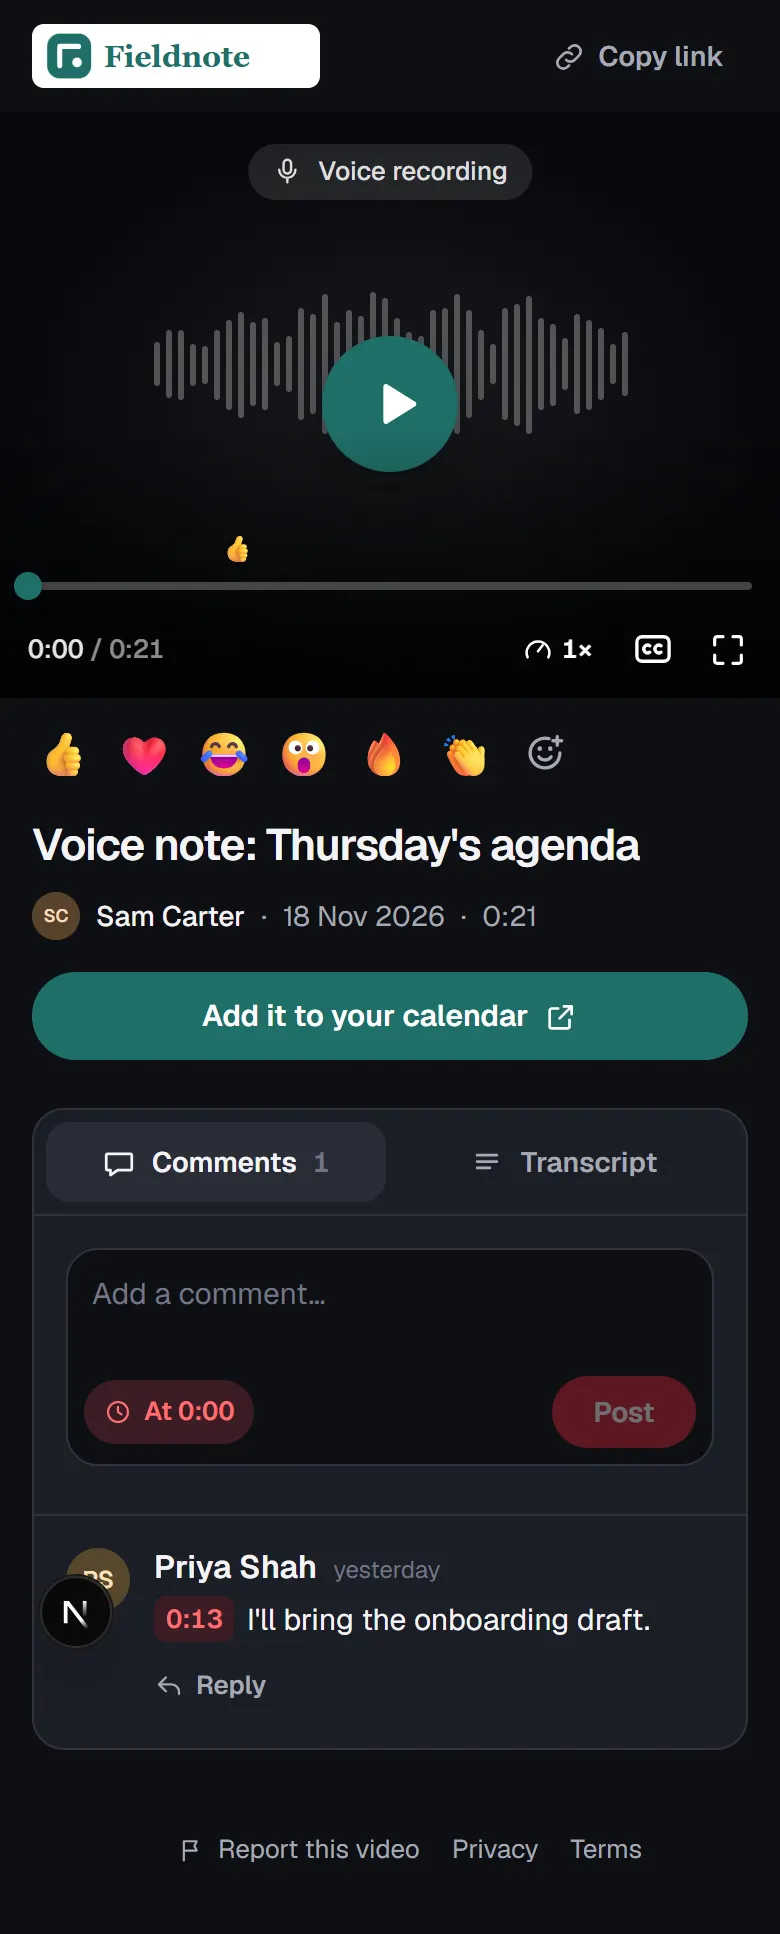 Fieldnote
Copy link
Voice recording
0:00 / 0:21
1×
CC
Voice note: Thursday's agenda
SC Sam Carter · 18 Nov 2026 · 0:21
Add it to your calendar
Comments 1
Transcript
Add a comment…
At 0:00
Post
Priya Shah yesterday
N
0:13 I'll bring the onboarding draft.
Reply
Report this video
Privacy
Terms